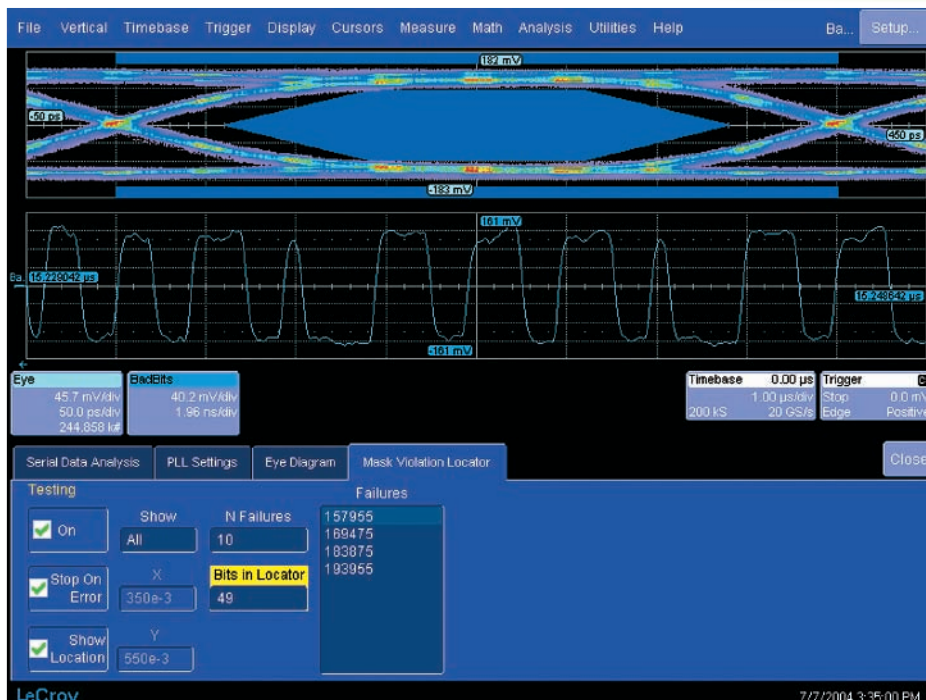 File Vertical Timebase Trigger Display Cursors Measure Math Analysis Utilities Help Ba... Setup...
182 mV
-50 ps
450 ps
-183 mV
161 mV
Ba. 15.229042 µs
15.248642 µs
-161 mV
Eye
45.7 mV/div
50.0 ps/div
244.858 k#
BadBits
40.2 mV/div
1.96 ns/div
Timebase 0.00 µs
1.00 µs/div
200 kS 20 GS/s
Trigger C
Stop 0.0 mV
Edge Positive
Serial Data Analysis PLL Settings Eye Diagram Mask Violation Locator Close
Testing
Failures
On
Show
All
N Failures
10
157955
169475
183875
193955
Stop On
Error
X
350e-3
Bits in Locator
49
Show
Location
Y
550e-3
LeCroy
7/7/2004 3:35:00 PM